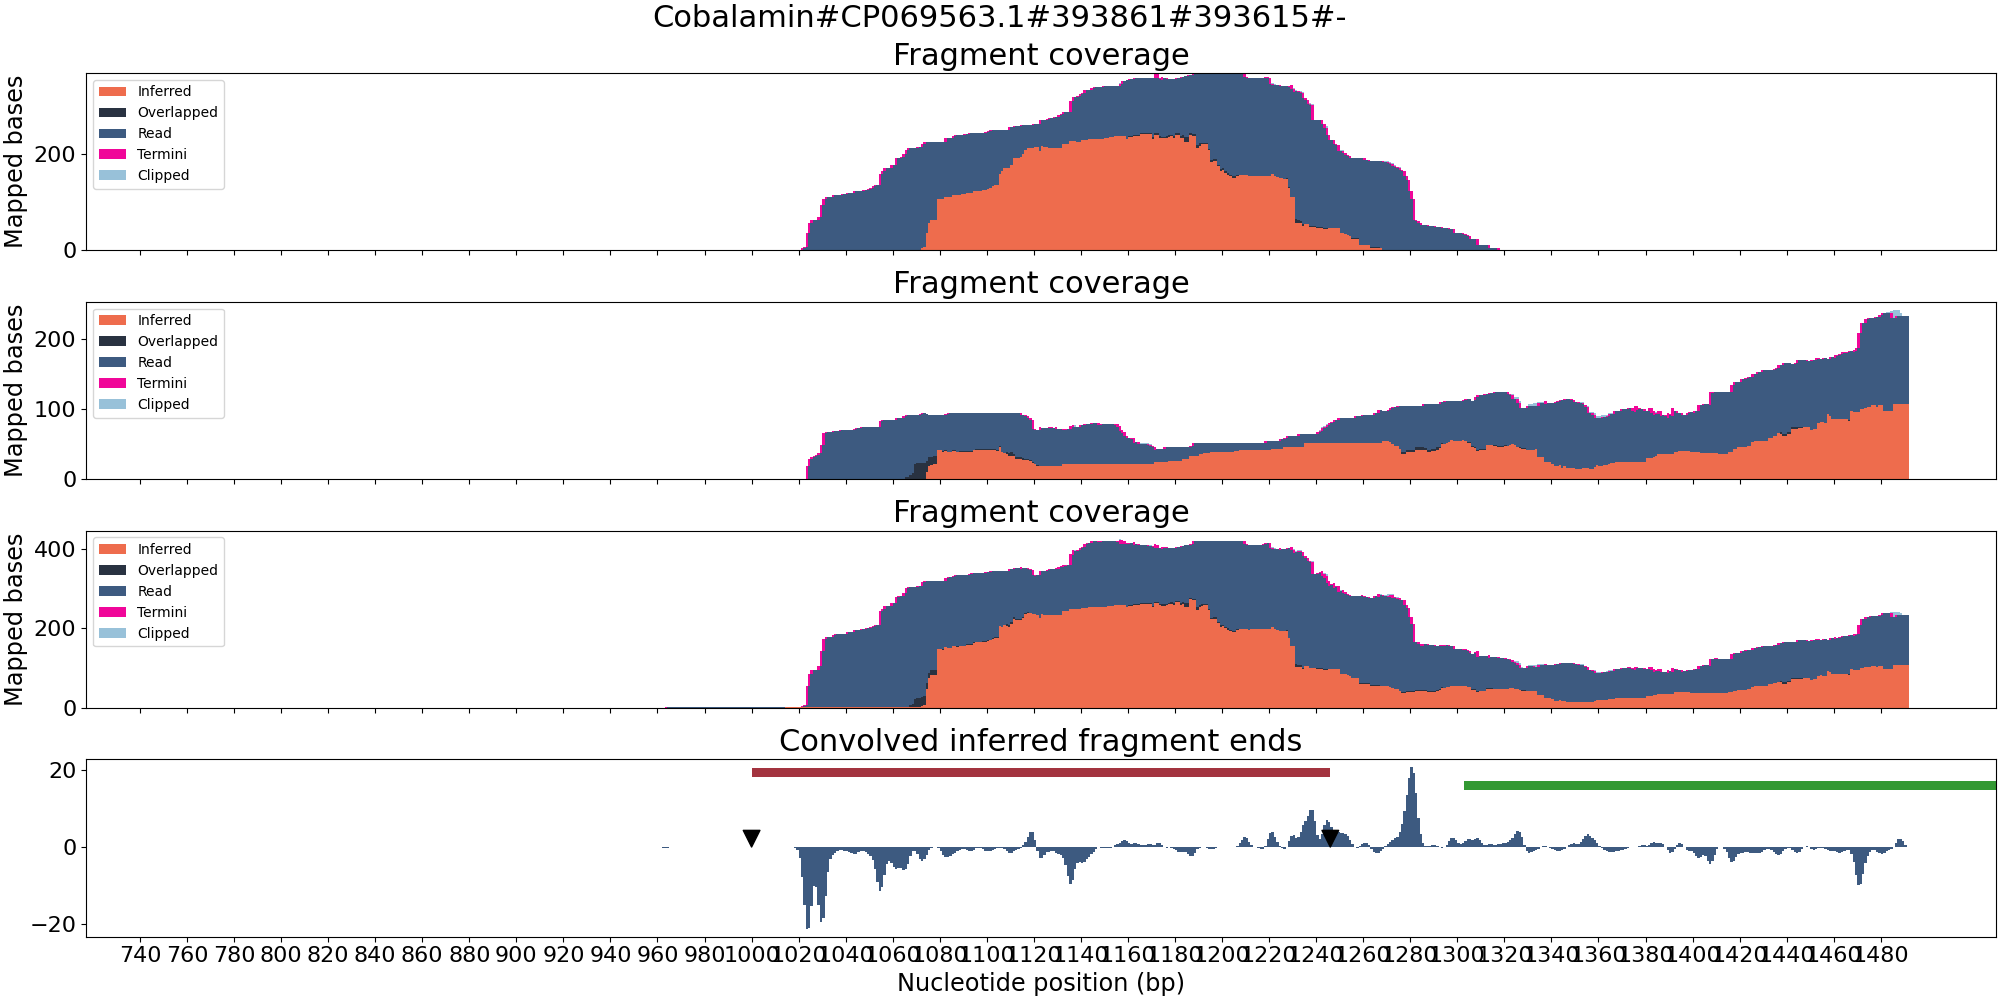 Cobalamin#CP069563.1#393861#393615#-
Fragment coverage
Mapped bases
200
0
Inferred
Overlapped
Read
Termini
Clipped
Fragment coverage
Mapped bases
200
100
0
Inferred
Overlapped
Read
Termini
Clipped
Fragment coverage
Mapped bases
400
200
0
Inferred
Overlapped
Read
Termini
Clipped
Convolved inferred fragment ends
20
0
−20
740 760 780 800 820 840 860 880 900 920 940 960 980 1000 1020 1040 1060 1080 1100 1120 1140 1160 1180 1200 1220 1240 1260 1280 1300 1320 1340 1360 1380 1400 1420 1440 1460 1480
Nucleotide position (bp)